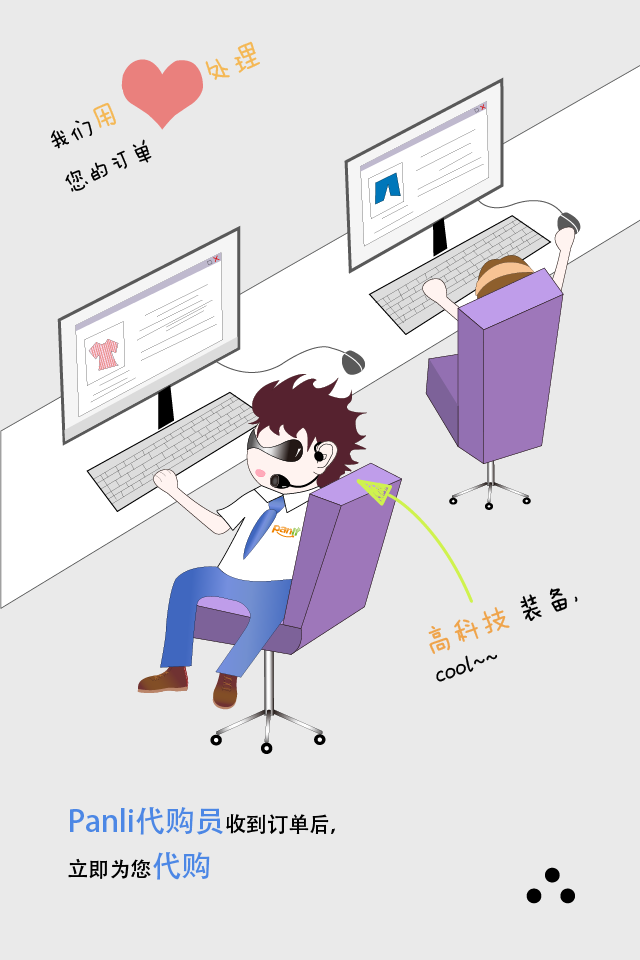 我们用 处理
您的订单
Panli
高科技 装备,
cool~~
Panli代购员收到订单后,
立即为您代购